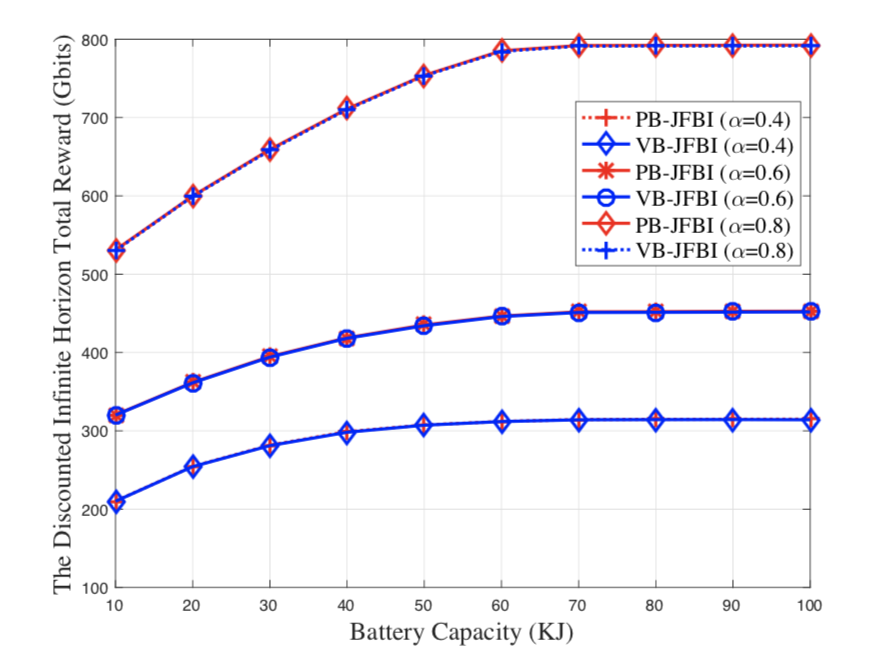 The Discounted Infinite Horizon Total Reward (Gbits)
800
700
600
500
400
300
200
100
PB-JFBI (α=0.4)
VB-JFBI (α=0.4)
PB-JFBI (α=0.6)
VB-JFBI (α=0.6)
PB-JFBI (α=0.8)
VB-JFBI (α=0.8)
10 20 30 40 50 60 70 80 90 100
Battery Capacity (KJ)